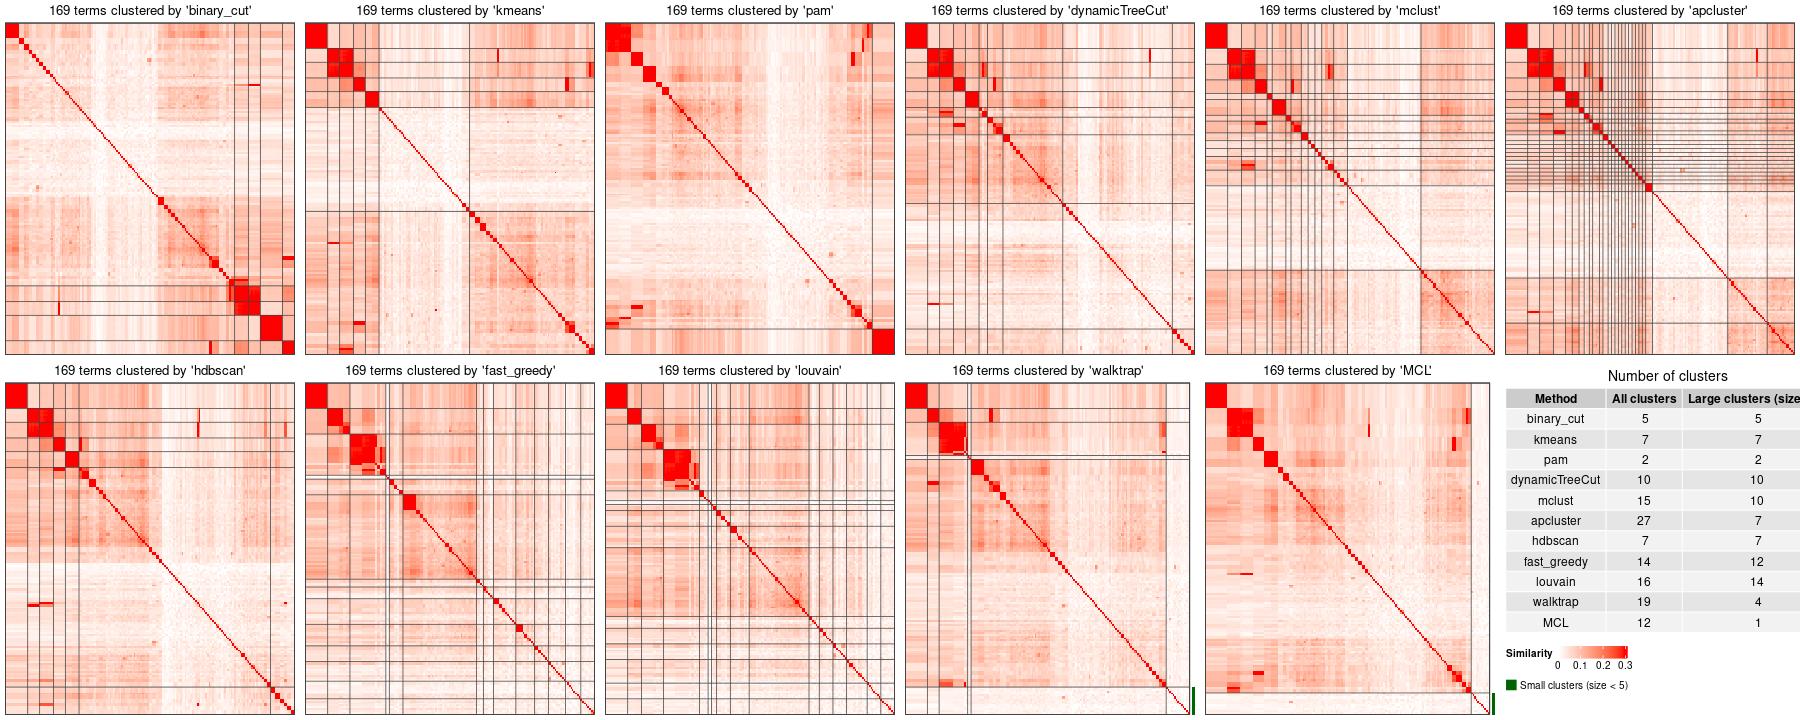 169 terms clustered by 'binary_cut'
169 terms clustered by 'kmeans'
169 terms clustered by 'pam'
169 terms clustered by 'dynamicTreeCut'
169 terms clustered by 'mclust'
169 terms clustered by 'apcluster'
169 terms clustered by 'hdbscan'
169 terms clustered by 'fast_greedy'
169 terms clustered by 'louvain'
169 terms clustered by 'walktrap'
169 terms clustered by 'MCL'
Number of clusters
Method All clusters Large clusters (size
binary_cut 5 5
kmeans 7 7
pam 2 2
dynamicTreeCut 10 10
mclust 15 10
apcluster 27 7
hdbscan 7 7
fast_greedy 14 12
louvain 16 14
walktrap 19 4
MCL 12 1
Similarity
0 0.1 0.2 0.3
Small clusters (size < 5)